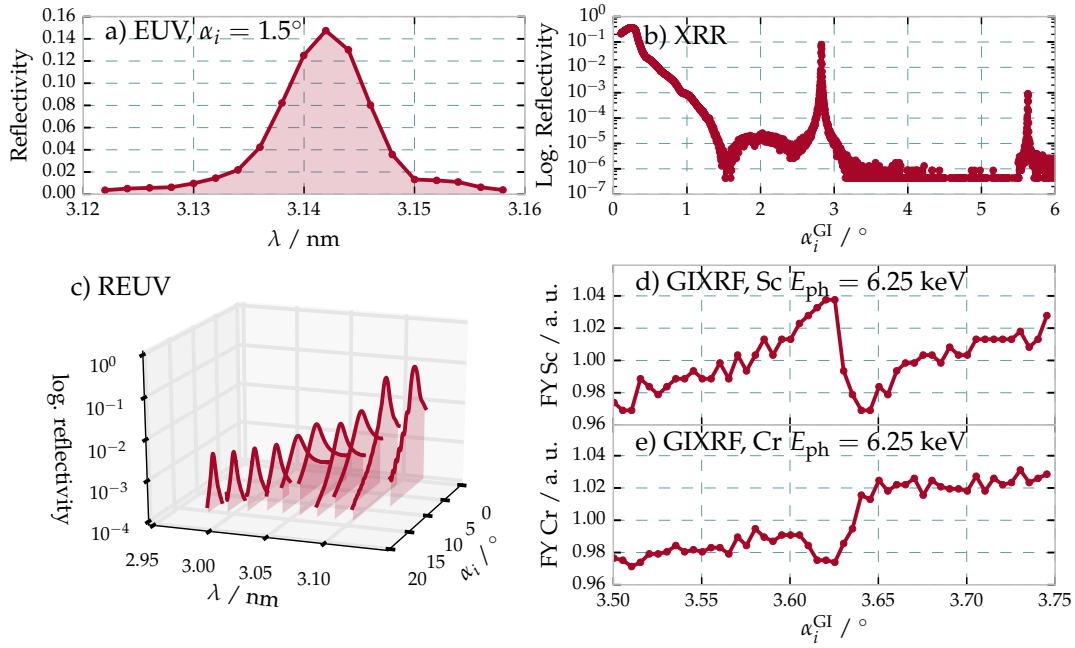 a) EUV, αᵢ = 1.5°
Reflectivity
0.16
0.14
0.12
0.10
0.08
0.06
0.04
0.02
0.00
3.12 3.13 3.14 3.15 3.16
λ / nm
b) XRR
Log. Reflectivity
10⁰
10⁻¹
10⁻²
10⁻³
10⁻⁴
10⁻⁵
10⁻⁶
10⁻⁷
0 1 2 3 4 5 6
αᵢᴳᴵ / °
c) REUV
log. reflectivity
10⁰
10⁻¹
10⁻²
10⁻³
10⁻⁴
2.95 3.00 3.05 3.10
λ / nm
20 15 10 5 0
αᵢ / °
d) GIXRF, Sc E_ph = 6.25 keV
FY Sc / a. u.
1.04
1.02
1.00
0.98
0.96
e) GIXRF, Cr E_ph = 6.25 keV
FY Cr / a. u.
1.04
1.02
1.00
0.98
0.96
3.50 3.55 3.60 3.65 3.70 3.75
αᵢᴳᴵ / °